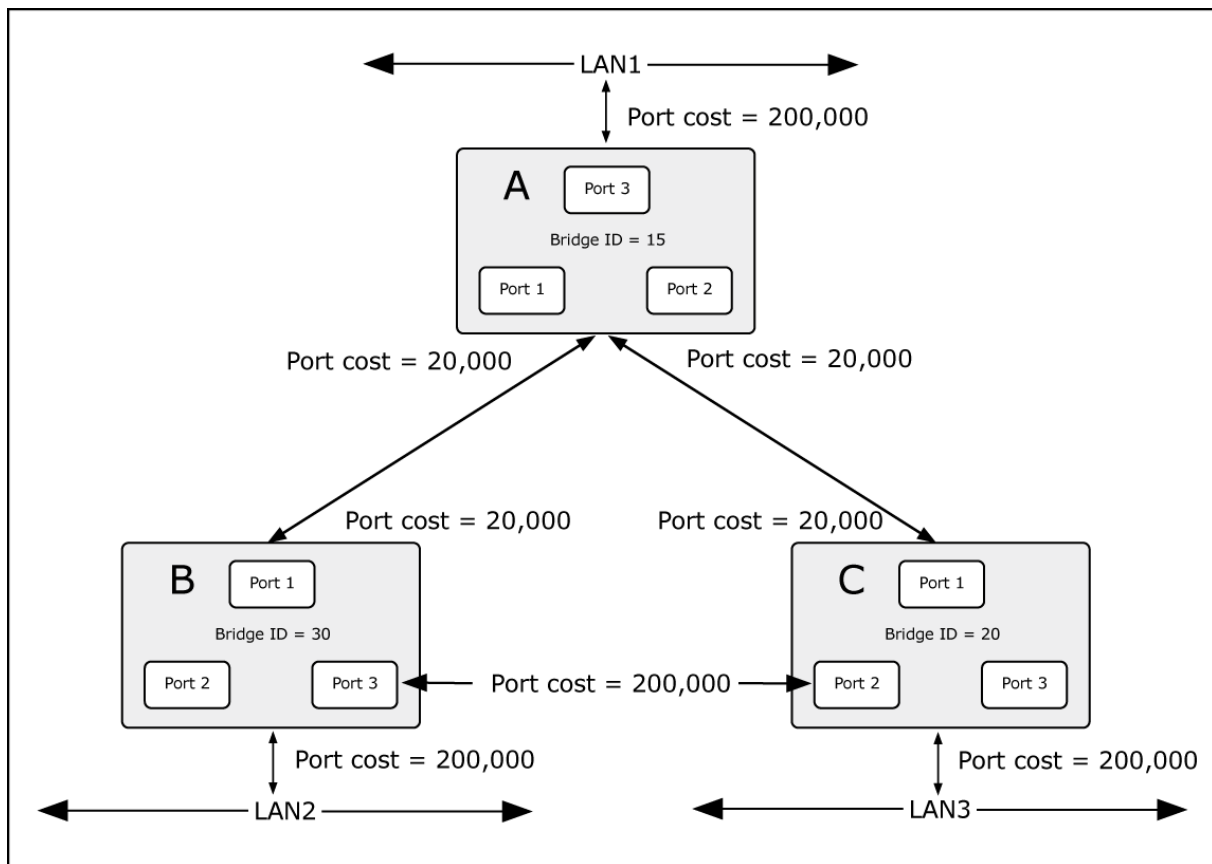 LAN1
Port cost = 200,000
A
Port 3
Bridge ID = 15
Port 1
Port 2
Port cost = 20,000
Port cost = 20,000
Port cost = 20,000
Port cost = 20,000
B
Port 1
Bridge ID = 30
Port 2
Port 3
C
Port 1
Bridge ID = 20
Port 2
Port 3
Port cost = 200,000
Port cost = 200,000
LAN2
Port cost = 200,000
LAN3